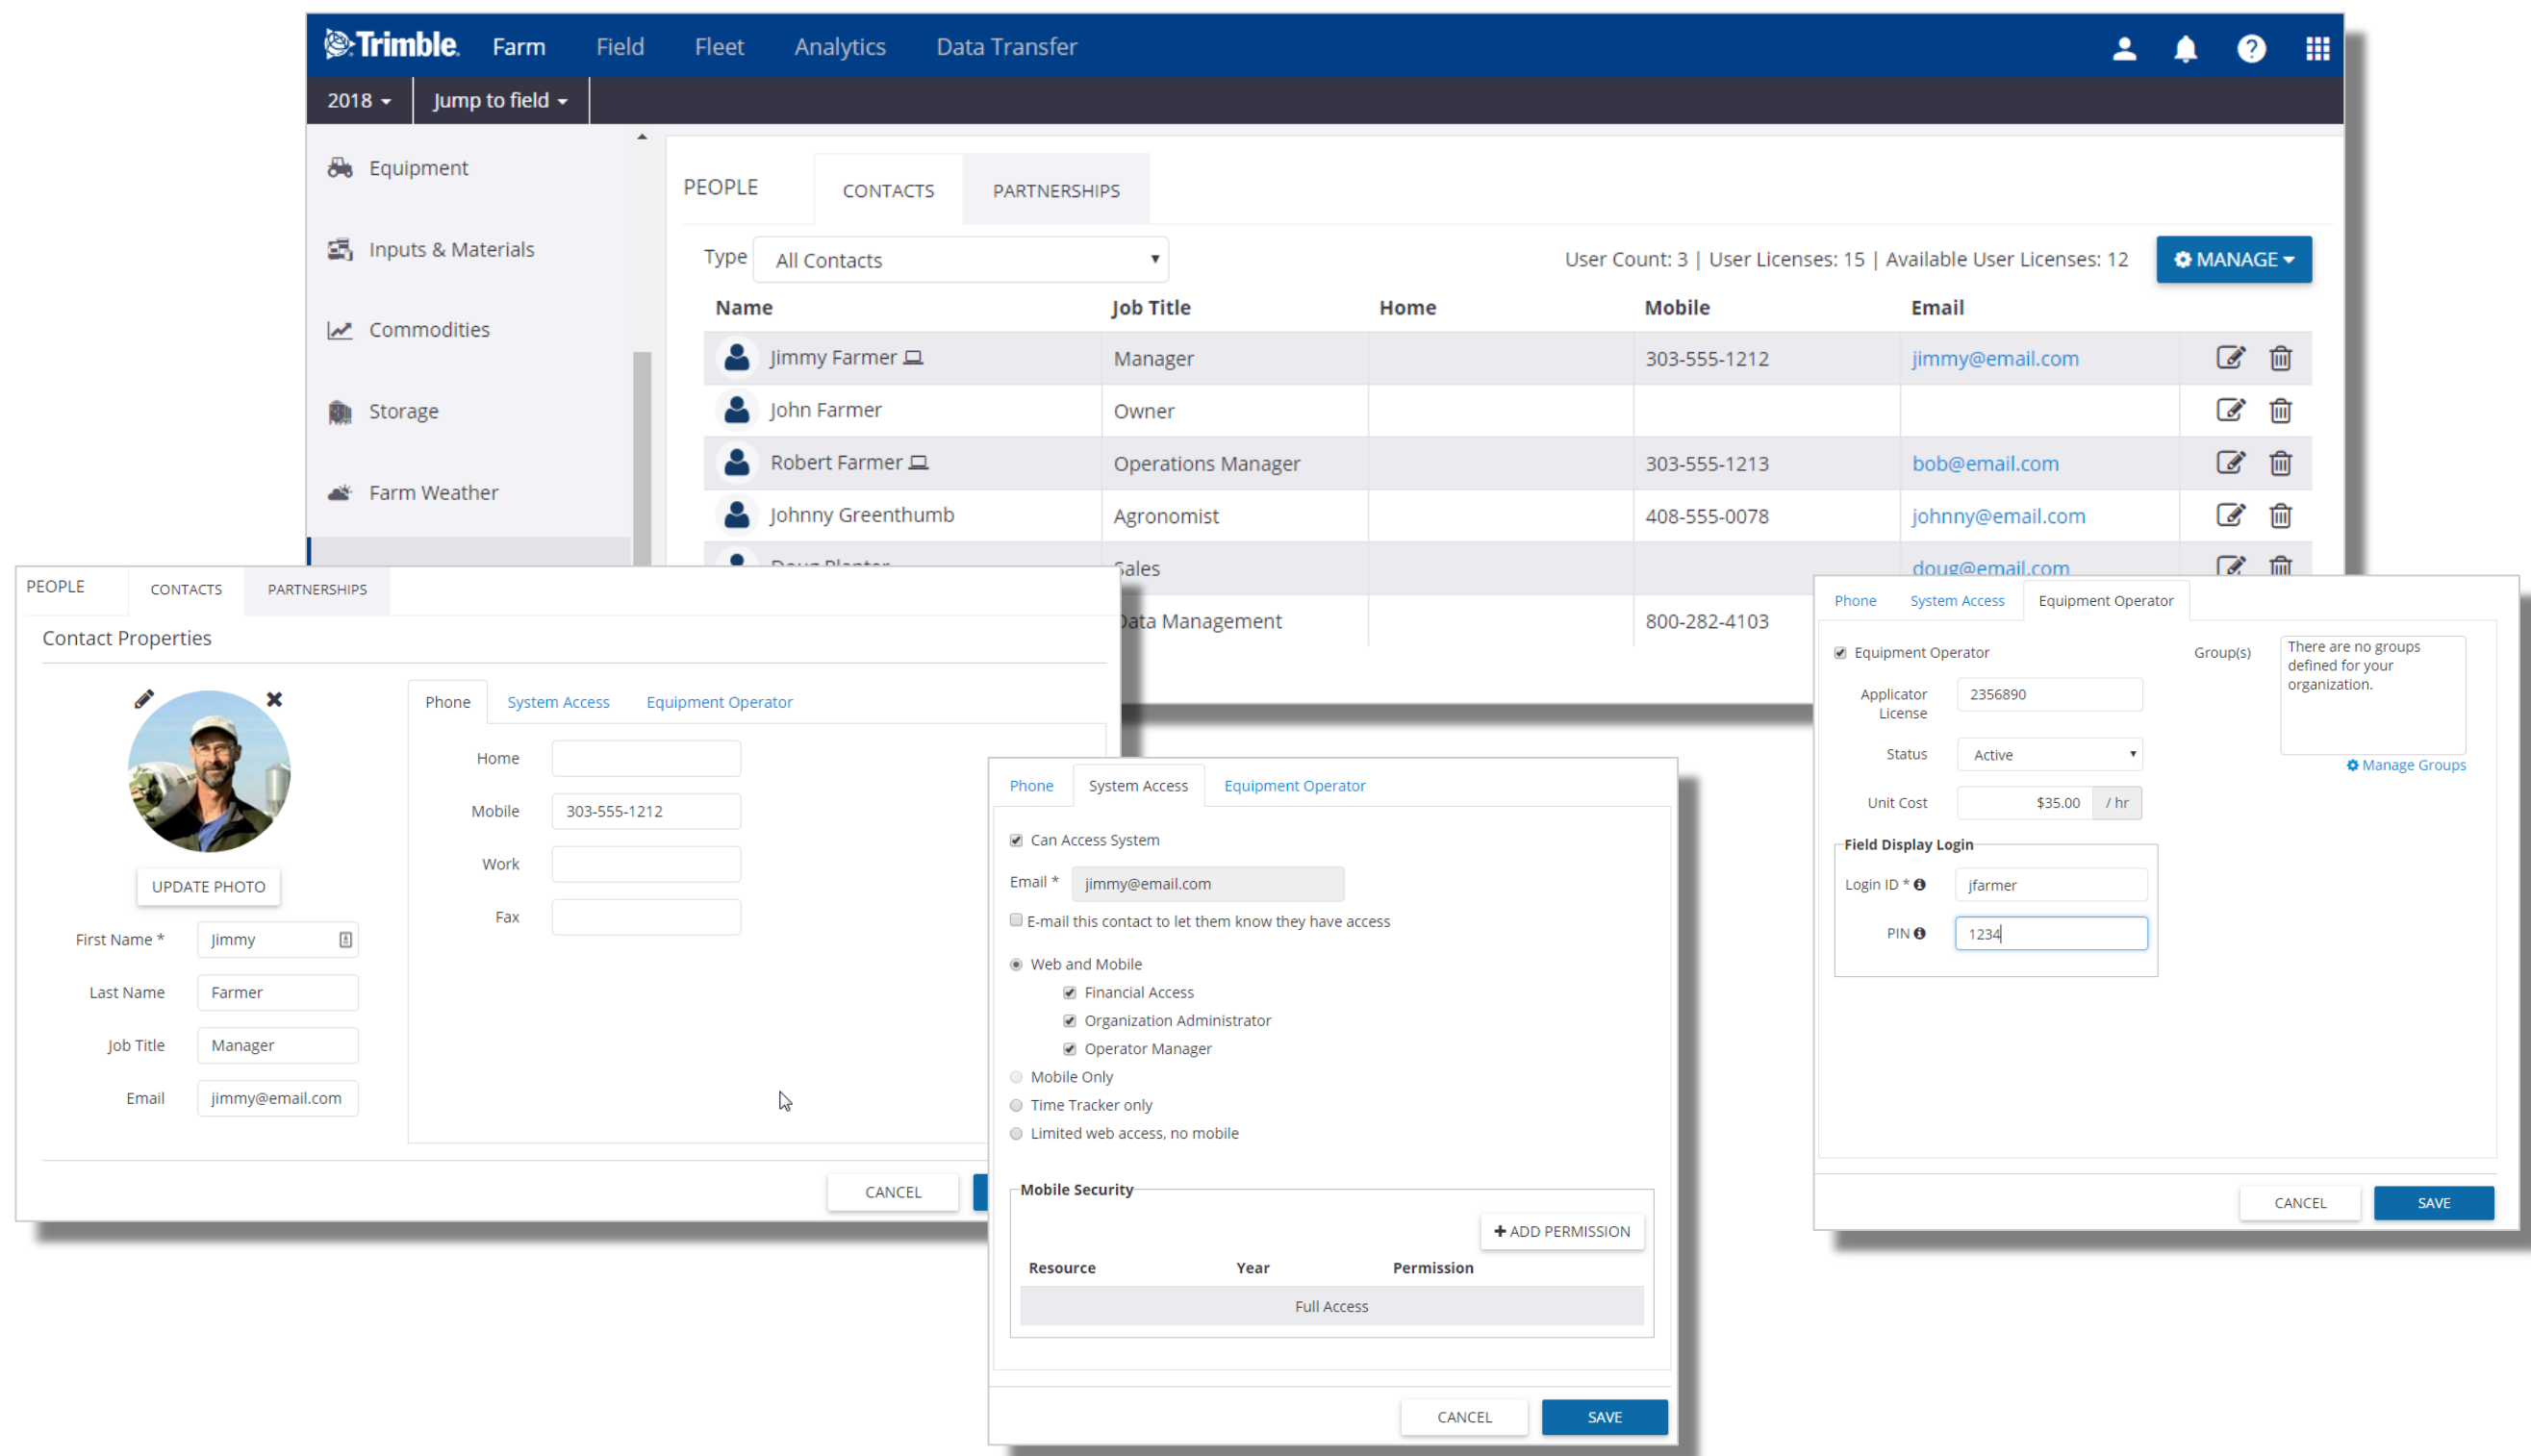 Trimble. Farm Field Fleet Analytics Data Transfer
2018 Jump to field
Equipment
Inputs & Materials
Commodities
Storage
Farm Weather
PEOPLE CONTACTS PARTNERSHIPS
Type All Contacts User Count: 3 | User Licenses: 15 | Available User Licenses: 12 MANAGE
Name Job Title Home Mobile Email
Jimmy Farmer Manager 303-555-1212 jimmy@email.com
John Farmer Owner
Robert Farmer Operations Manager 303-555-1213 bob@email.com
Johnny Greenthumb Agronomist 408-555-0078 johnny@email.com
Doug Planter Sales doug@email.com
Data Management 800-282-4103
PEOPLE CONTACTS PARTNERSHIPS
Contact Properties
UPDATE PHOTO
First Name * Jimmy
Last Name Farmer
Job Title Manager
Email jimmy@email.com
Phone System Access Equipment Operator
Home
Mobile 303-555-1212
Work
Fax
CANCEL
Phone System Access Equipment Operator
Can Access System
Email * jimmy@email.com
E-mail this contact to let them know they have access
Web and Mobile
Financial Access
Organization Administrator
Operator Manager
Mobile Only
Time Tracker only
Limited web access, no mobile
Mobile Security
+ ADD PERMISSION
Resource Year Permission
Full Access
CANCEL SAVE
Phone System Access Equipment Operator
Equipment Operator
Applicator
License
2356890
Status Active
Unit Cost $35.00 / hr
Field Display Login
Login ID * jfarmer
PIN 1234
Group(s)
There are no groups
defined for your
organization.
Manage Groups
CANCEL SAVE